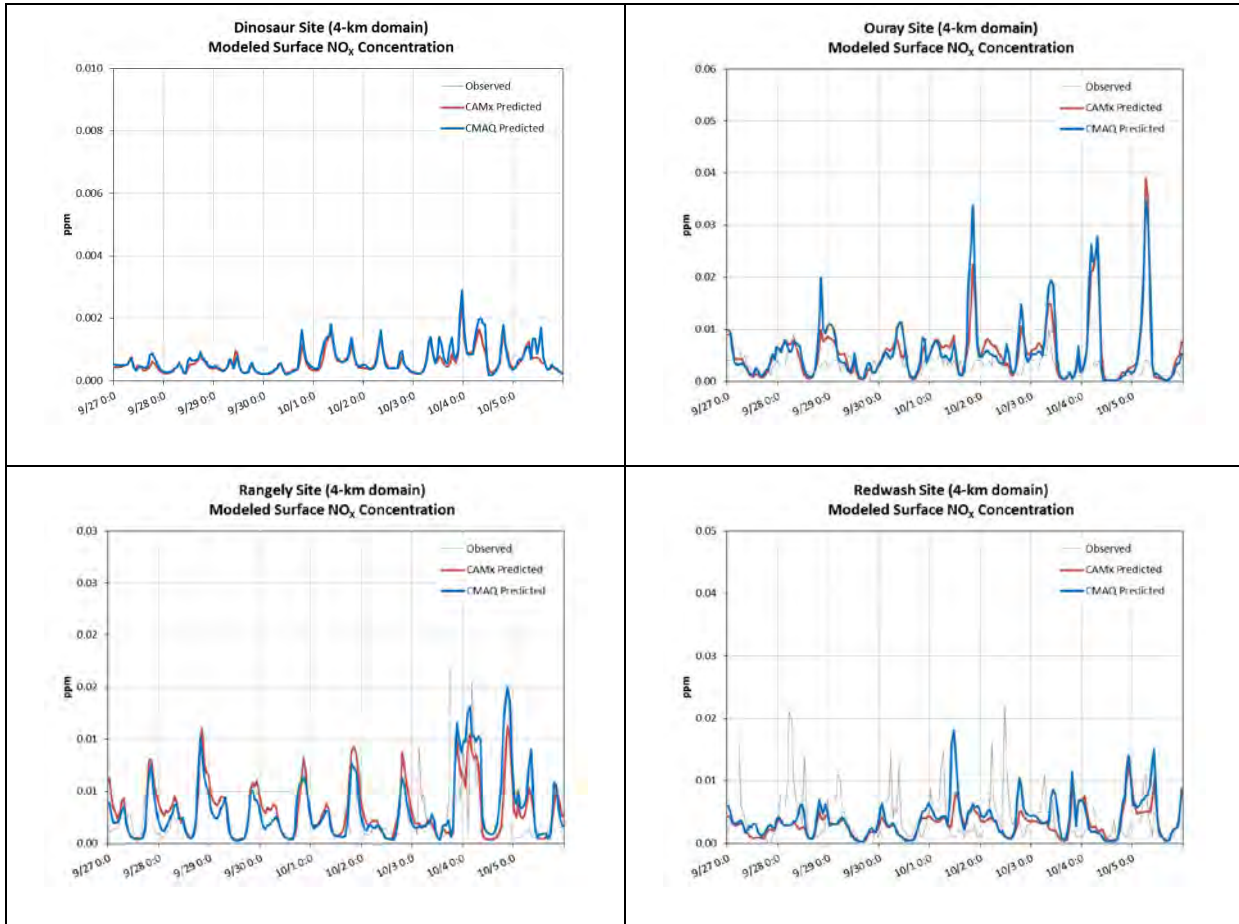 Dinosaur Site (4-km domain)
Modeled Surface NOX Concentration
0.010
0.008
0.006
0.004
0.002
0.000
ppm
Observed
CAMx Predicted
CMAQ Predicted
9/27 0:0
9/28 0:0
9/29 0:0
9/30 0:0
10/1 0:0
10/2 0:0
10/3 0:0
10/4 0:0
10/5 0:0
Ouray Site (4-km domain)
Modeled Surface NOX Concentration
0.06
0.05
0.04
0.03
0.02
0.01
0.00
ppm
Observed
CAMx Predicted
CMAQ Predicted
9/27 0:0
9/28 0:0
9/29 0:0
9/30 0:0
10/1 0:0
10/2 0:0
10/3 0:0
10/4 0:0
10/5 0:0
Rangely Site (4-km domain)
Modeled Surface NOX Concentration
0.03
0.03
0.02
0.02
0.01
0.01
0.00
ppm
Observed
CAMx Predicted
CMAQ Predicted
9/27 0:0
9/28 0:0
9/29 0:0
9/30 0:0
10/1 0:0
10/2 0:0
10/3 0:0
10/4 0:0
10/5 0:0
Redwash Site (4-km domain)
Modeled Surface NOX Concentration
0.05
0.04
0.03
0.02
0.01
0.00
ppm
Observed
CAMx Predicted
CMAQ Predicted
9/27 0:0
9/28 0:0
9/29 0:0
9/30 0:0
10/1 0:0
10/2 0:0
10/3 0:0
10/4 0:0
10/5 0:0